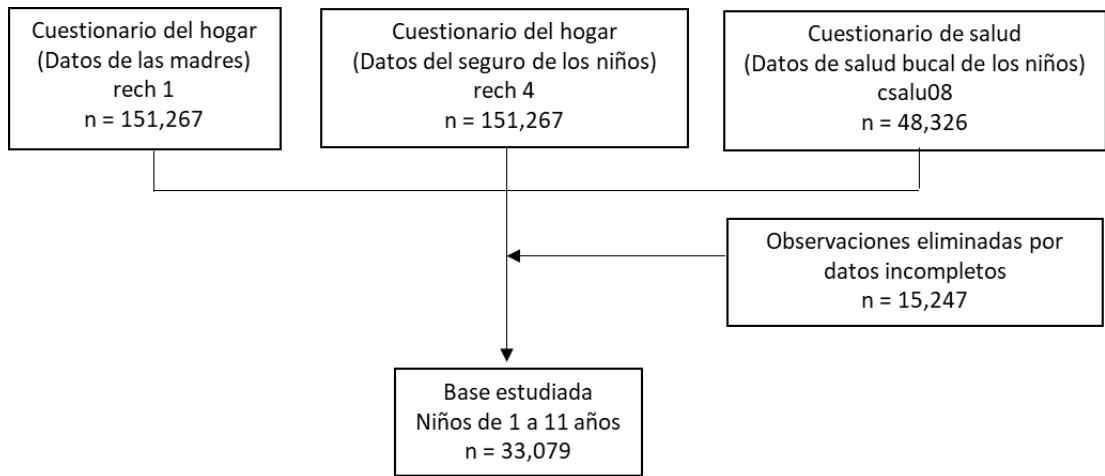 Cuestionario del hogar
(Datos de las madres)
rech 1
n = 151,267
Cuestionario del hogar
(Datos del seguro de los niños)
rech 4
n = 151,267
Cuestionario de salud
(Datos de salud bucal de los niños)
csalu08
n = 48,326
Observaciones eliminadas por
datos incompletos
n = 15,247
Base estudiada
Niños de 1 a 11 años
n = 33,079